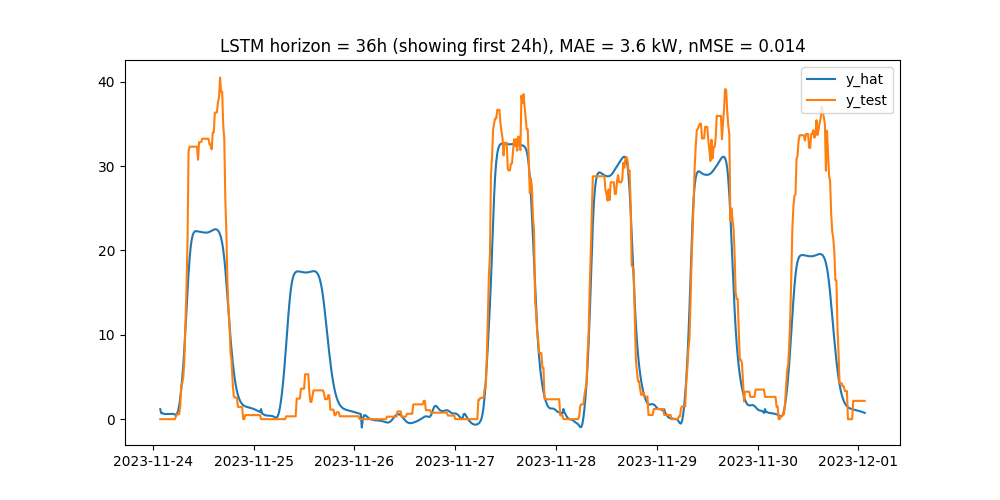 LSTM horizon = 36h (showing first 24h), MAE = 3.6 kW, nMSE = 0.014
y_hat
y_test
40
30
20
10
0
2023-11-24 2023-11-25 2023-11-26 2023-11-27 2023-11-28 2023-11-29 2023-11-30 2023-12-01